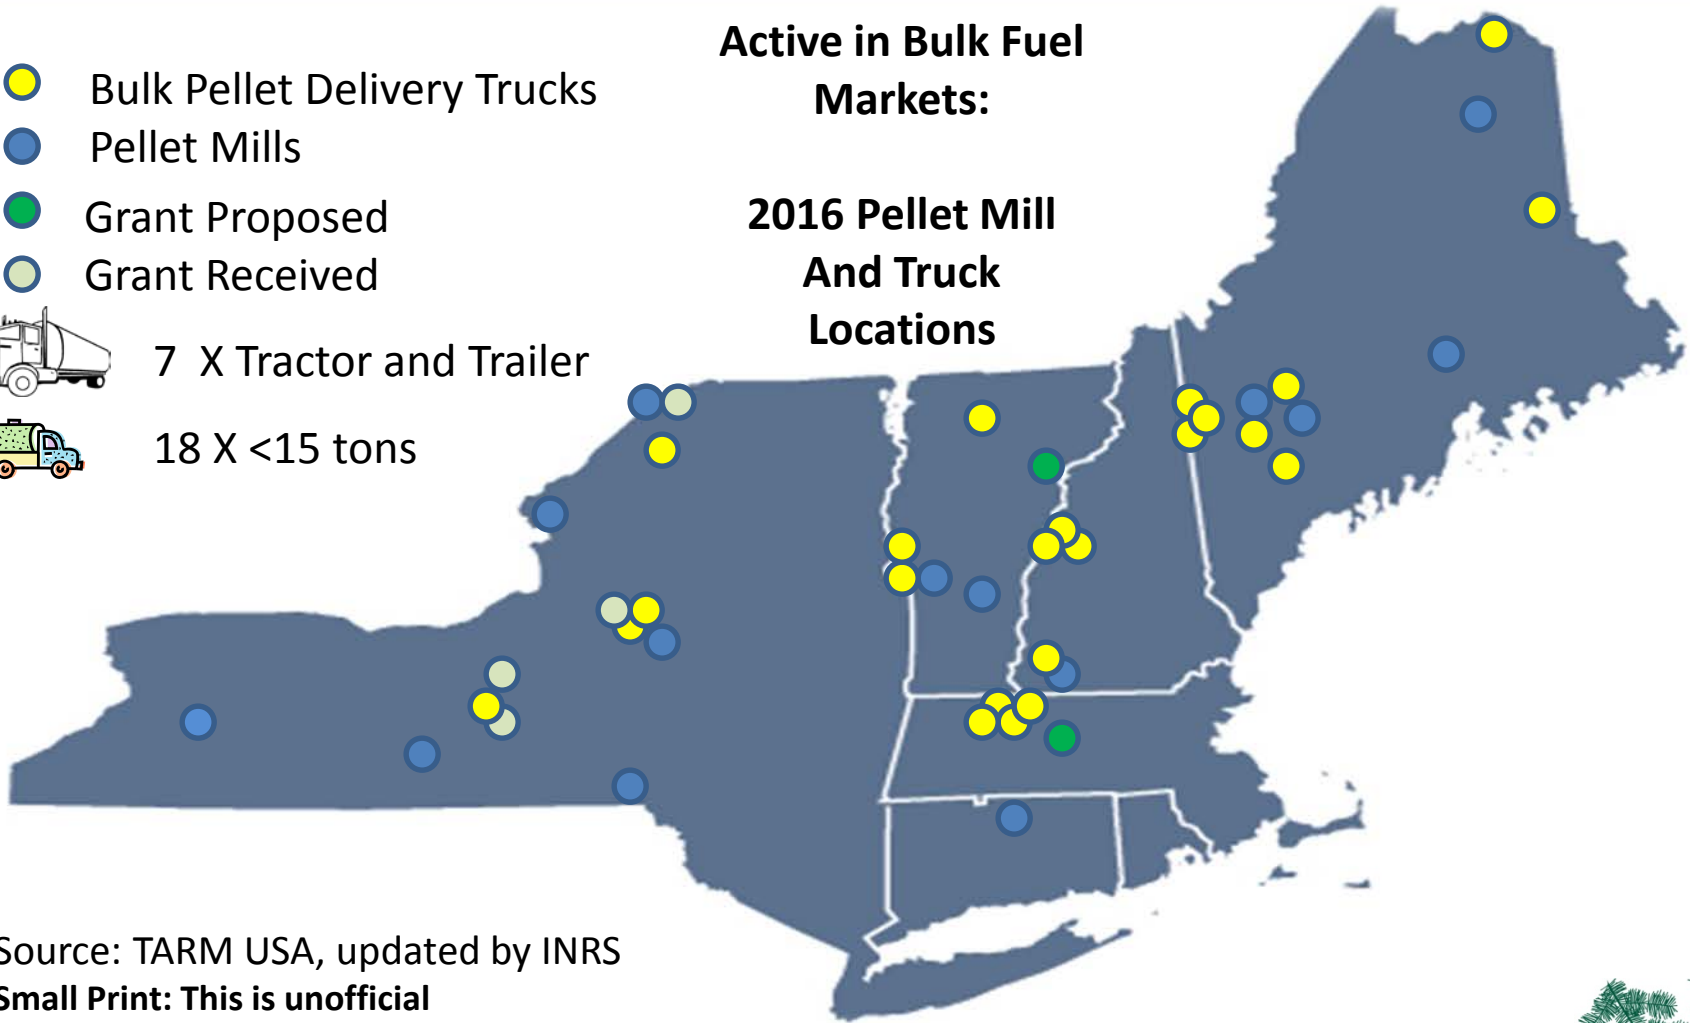 Active in Bulk Fuel
Markets:
2016 Pellet Mill
And Truck
Locations
Bulk Pellet Delivery Trucks
Pellet Mills
Grant Proposed
Grant Received
7 X Tractor and Trailer
18 X <15 tons
Source: TARM USA, updated by INRS
Small Print: This is unofficial